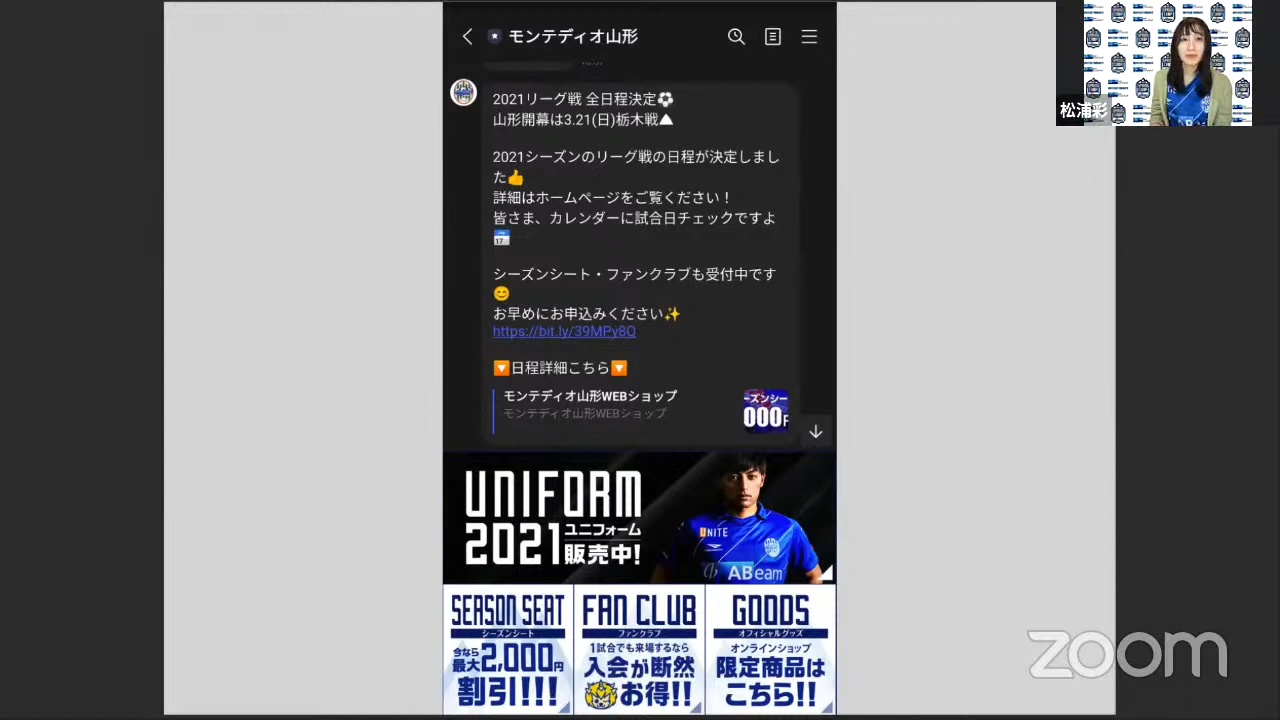 モンテディオ山形
2021リーグ戦 全日程決定⚽
山形開幕は3.21(日)栃木戦▲
2021シーズンのリーグ戦の日程が決定しまし
た👍
詳細はホームページをご覧ください！
皆さま、カレンダーに試合日チェックですよ
📅
シーズンシート・ファンクラブも受付中です
😊
お早めにお申込みください✨
https://bit.ly/39MPy8Q
🔽日程詳細こちら🔽
モンテディオ山形WEBショップ
モンテディオ山形WEBショップ
ーズンシー
000F
UNIFORM
2021 ユニフォーム
販売中!
UNITE
ABeam
SEASON SEAT
シーズンシート
今なら
最大2,000円
割引!!!
FAN CLUB
ファンクラブ
1試合でも来場するなら
入会が断然
お得!!
GOODS
オフィシャルグッズ
オンラインショップ
限定商品は
こちら!!
松浦彩
zoom